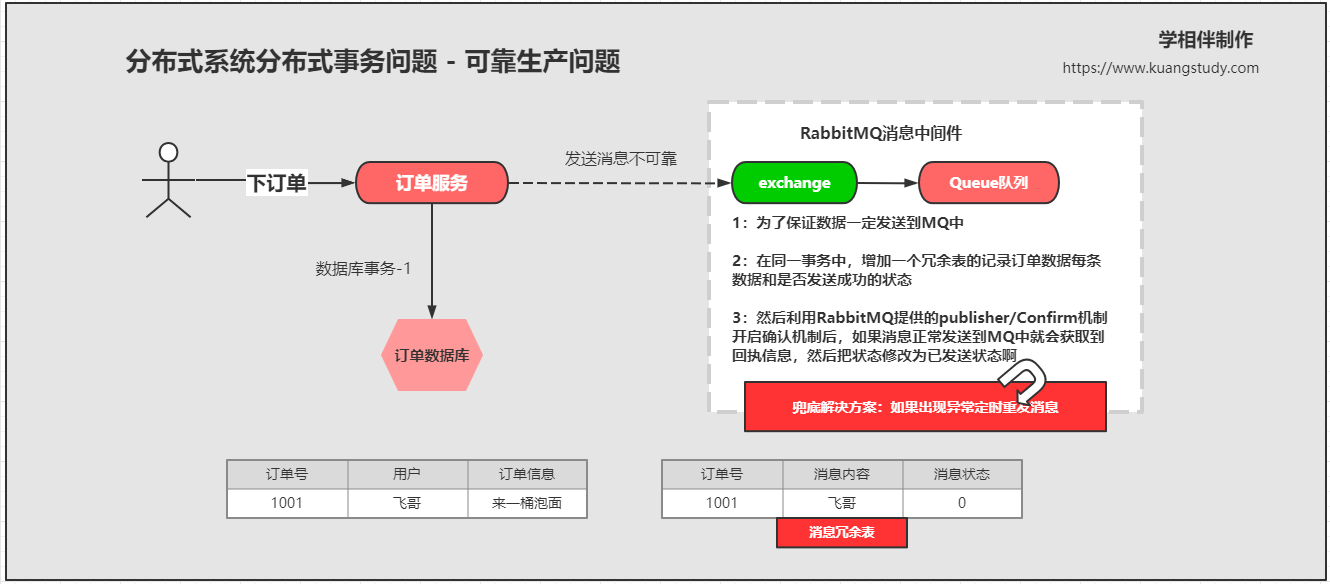 学相伴制作
分布式系统分布式事务问题 - 可靠生产问题
https://www.kuangstudy.com
RabbitMQ消息中间件
发送消息不可靠
下订单
订单服务
exchange
Queue队列
1：为了保证数据一定发送到MQ中
2：在同一事务中，增加一个冗余表的记录订单数据每条
数据和是否发送成功的状态
数据库事务-1
3：然后利用RabbitMQ提供的publisher/Confirm机制
开启确认机制后，如果消息正常发送到MQ中就会获取到
回执信息，然后把状态修改为已发送状态啊
订单数据库
兜底解决方案：如果出现异常定时重发消息
订单号 用户 订单信息
1001 飞哥 来一桶泡面
订单号 消息内容 消息状态
1001 飞哥 0
消息冗余表